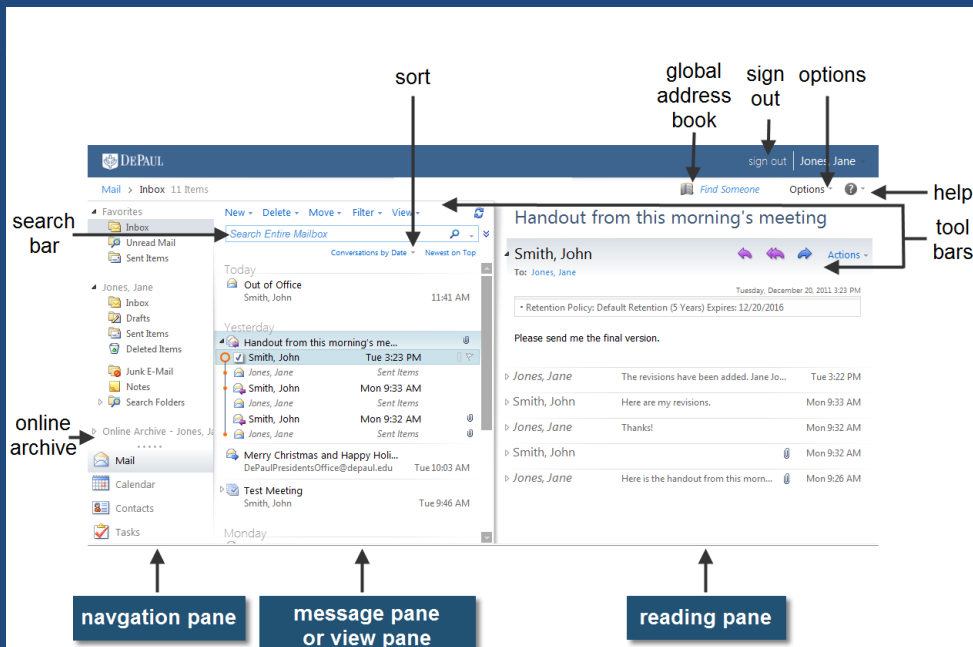 sort
global
address
book
sign
out
options
DEPAUL
sign out | Jones, Jane
Mail > Inbox 11 Items
Find Someone
Options
?
help
search
bar
tool
bars
online
archive
Favorites
Inbox
Unread Mail
Sent Items
Jones, Jane
Inbox
Drafts
Sent Items
Deleted Items
Junk E-Mail
Notes
Search Folders
Online Archive - Jones, Ja
Mail
Calendar
Contacts
Tasks
New Delete Move Filter View
Search Entire Mailbox
Conversations by Date Newest on Top
Today
Out of Office
Smith, John 11:41 AM
Yesterday
Handout from this morning's me...
Smith, John Tue 3:23 PM
Jones, Jane Sent Items
Smith, John Mon 9:33 AM
Jones, Jane Sent Items
Smith, John Mon 9:32 AM
Jones, Jane Sent Items
Merry Christmas and Happy Holi...
DePaulPresidentsOffice@depaul.edu Tue 10:03 AM
Test Meeting
Smith, John Tue 9:46 AM
Monday
Handout from this morning's meeting
Smith, John
Actions
To: Jones, Jane
Tuesday, December 20, 2011 3:23 PM
• Retention Policy: Default Retention (5 Years) Expires: 12/20/2016
Please send me the final version.
Jones, Jane The revisions have been added. Jane Jo... Tue 3:22 PM
Smith, John Here are my revisions. Mon 9:33 AM
Jones, Jane Thanks! Mon 9:32 AM
Smith, John Mon 9:32 AM
Jones, Jane Here is the handout from this morn... Mon 9:26 AM
navgation pane
message pane
or view pane
reading pane